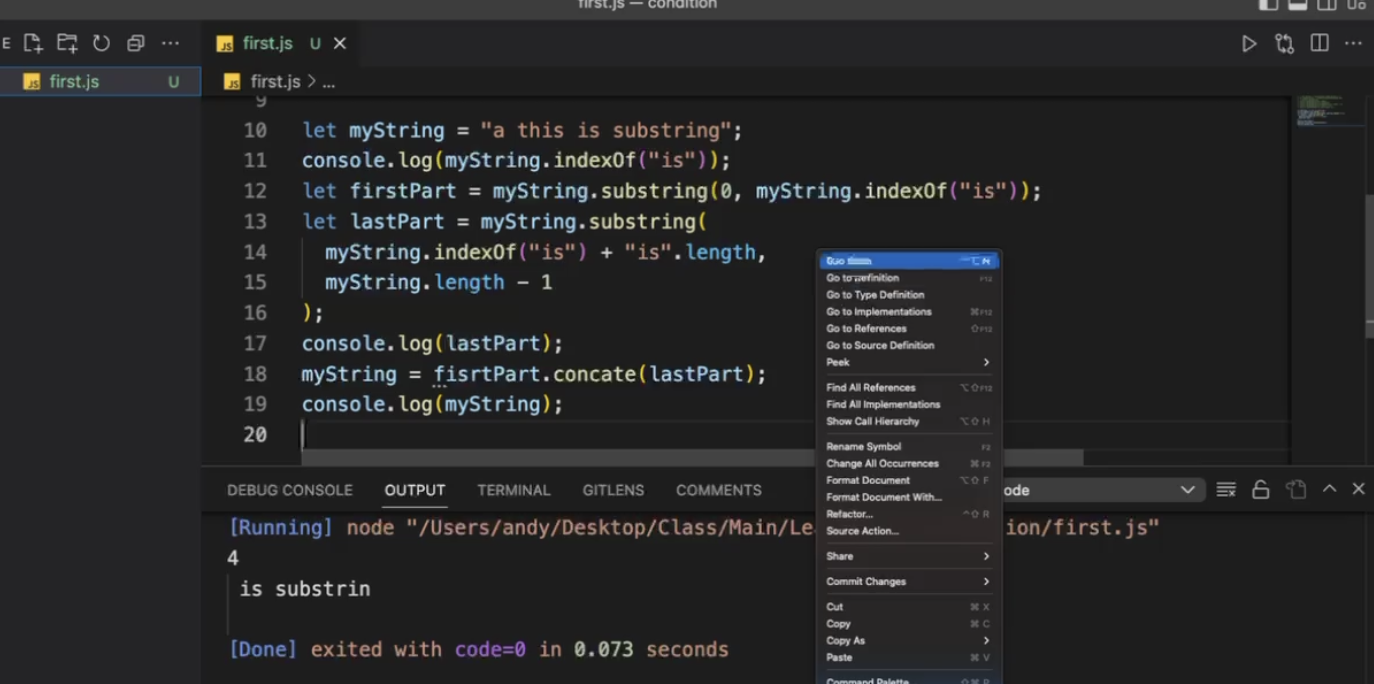 first.js — condition
E
first.js U
first.js U
first.js > ...
9
10 let myString = "a this is substring";
11 console.log(myString.indexOf("is"));
12 let firstPart = myString.substring(0, myString.indexOf("is"));
13 let lastPart = myString.substring(
14 myString.indexOf("is") + "is".length,
15 myString.length - 1
16 );
17 console.log(lastPart);
18 myString = fisrtPart.concate(lastPart);
19 console.log(myString);
20
Go to Definition F12
Go to Type Definition
Go to Implementations ⌘F12
Go to References ⇧F12
Go to Source Definition
Peek >
Find All References ⌥⇧F12
Find All Implementations
Show Call Hierarchy ⌥⇧ H
Rename Symbol F2
Change All Occurrences ⌘F2
Format Document ⌥⇧ F
Format Document With...
Refactor... ^⇧ R
Source Action...
Share >
Commit Changes >
Cut ⌘ X
Copy ⌘ C
Copy As >
Paste ⌘ V
Command Palette... ⇧⌘ P
DEBUG CONSOLE OUTPUT TERMINAL GITLENS COMMENTS ode
[Running] node "/Users/andy/Desktop/Class/Main/Le ion/first.js"
4
is substrin
[Done] exited with code=0 in 0.073 seconds